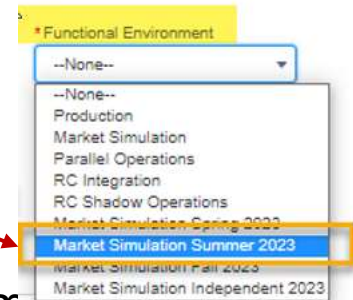 *Functional Environment
--None--
--None--
Production
Market Simulation
Parallel Operations
RC Integration
RC Shadow Operations
Market Simulation Spring 2023
Market Simulation Summer 2023
Market Simulation Fall 2023
Market Simulation Independent 2023